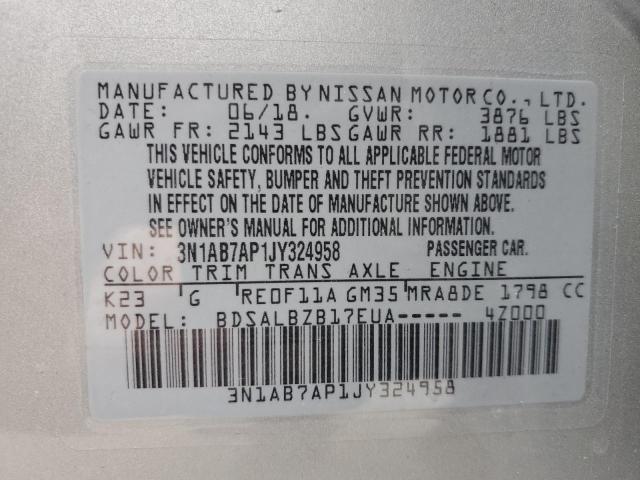 MANUFACTURED BY NISSAN MOTOR CO., LTD.
DATE: 06/18. GVWR: 3876 LBS
GAWR FR: 2143 LBS GAWR RR: 1881 LBS
THIS VEHICLE CONFORMS TO ALL APPLICABLE FEDERAL MOTOR
VEHICLE SAFETY, BUMPER AND THEFT PREVENTION STANDARDS
IN EFFECT ON THE DATE OF MANUFACTURE SHOWN ABOVE.
SEE OWNER'S MANUAL FOR ADDITIONAL INFORMATION.
VIN: 3N1AB7AP1JY324958 PASSENGER CAR.
COLOR TRIM TRANS AXLE ENGINE
K23 G RE0F11A GM35 MRA8DE 1798 CC
MODEL: BDSALBZB17EUA----- 4Z000
3N1AB7AP1JY324958